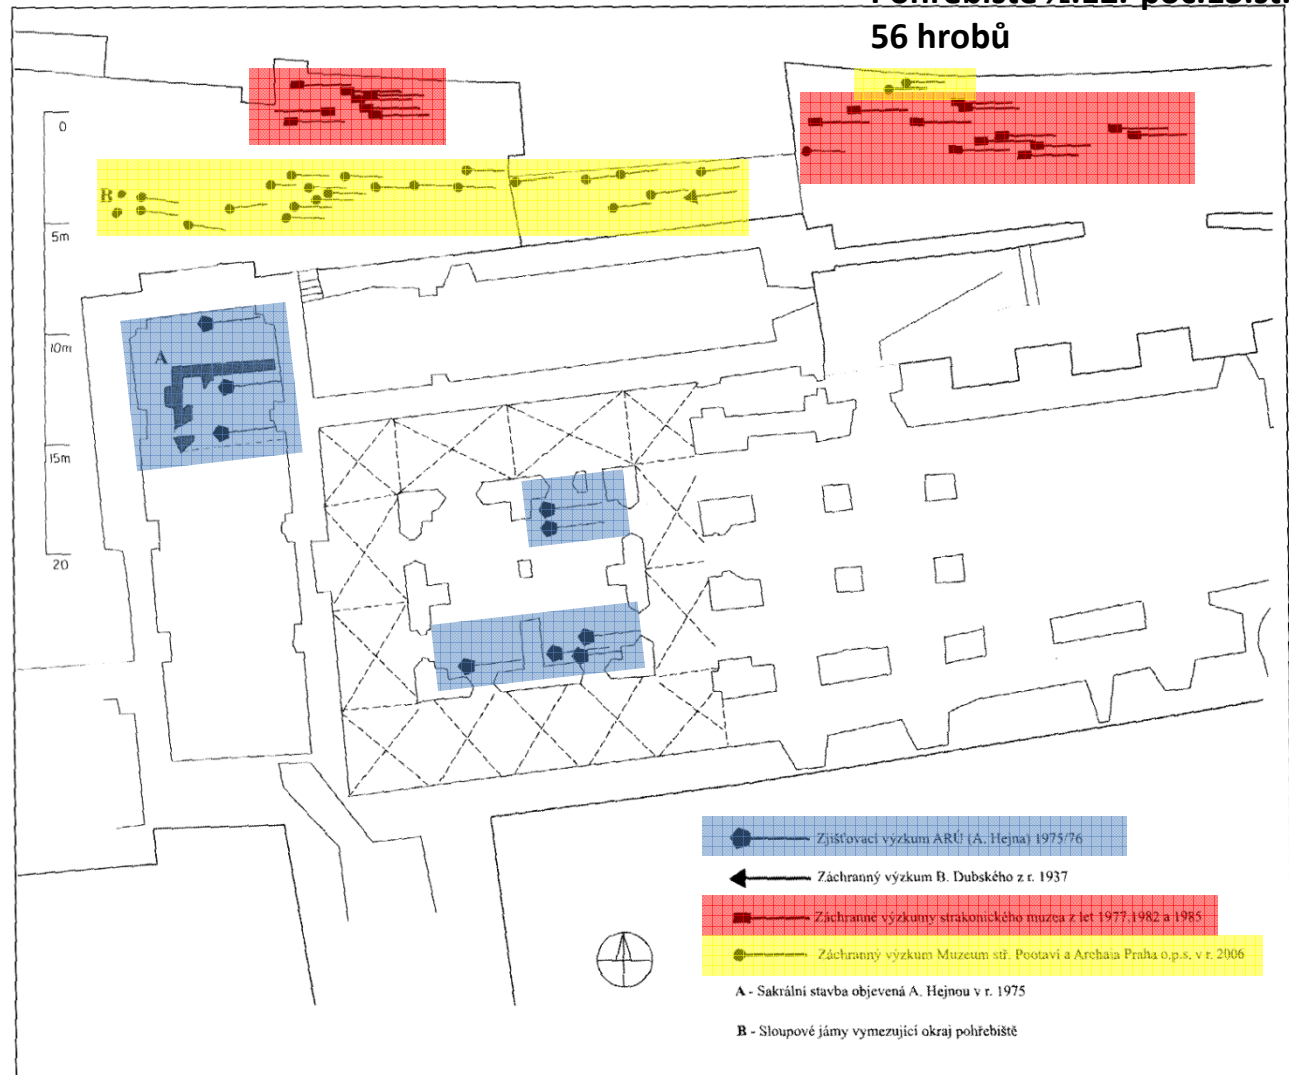 56 hrobů
0
B
5m
10m
A
15m
20
Zjišťovací výzkum ARÚ (A. Hejna) 1975/76
Záchranný výzkum B. Dubského z r. 1937
Záchranné výzkumy strakonického muzea z let 1977,1982 a 1985
Záchranný výzkum Muzeum stř. Pootaví a Archaia Praha o.p.s. v r. 2006
A - Sakrální stavba objevená A. Hejnou v r. 1975
B - Sloupové jámy vymezující okraj pohřebiště